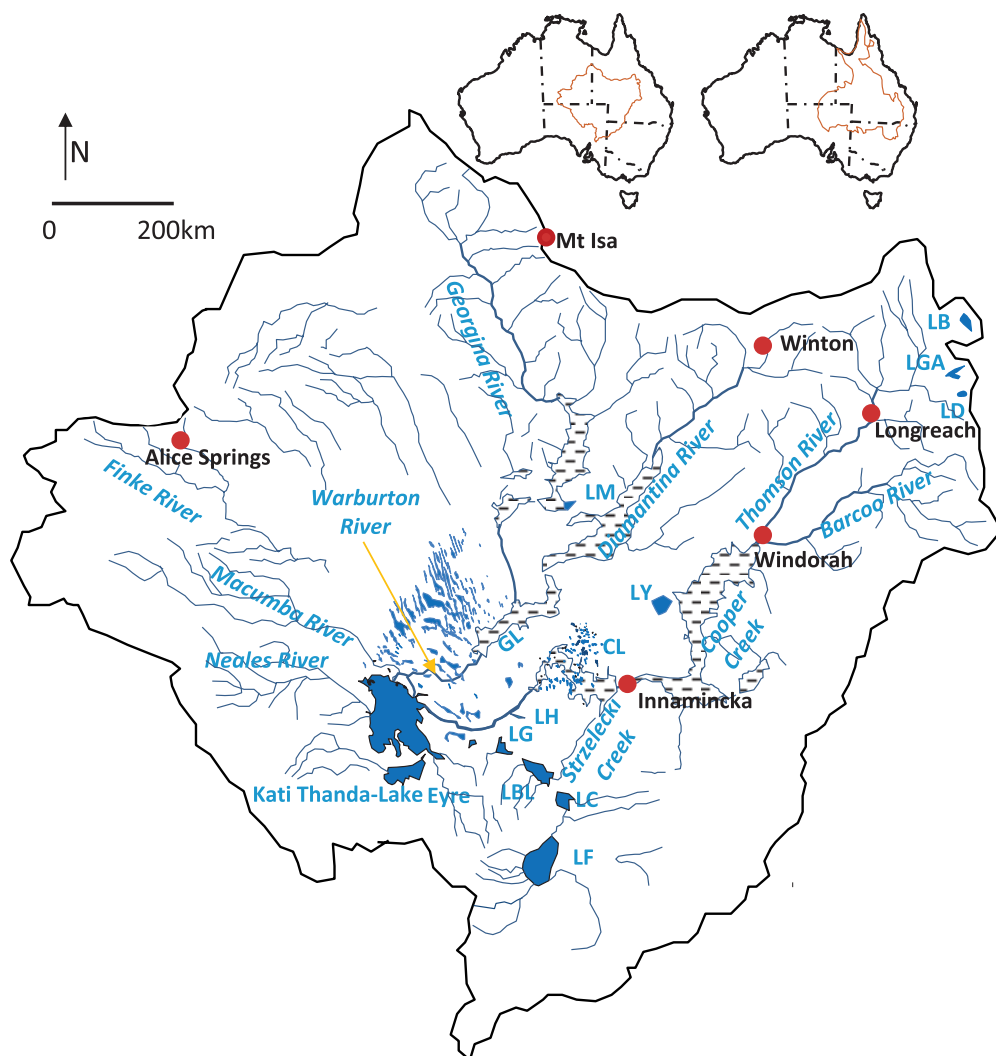 N
0 200km
Mt Isa
Georgina River
LB
Winton
LGA
LD
Longreach
Alice Springs
Finke River
Warburton
River
LM
Diamantina River
Thomson River
Barcoo River
Windorah
Macumba River
LY
Cooper
Creek
GL
CL
Neales River
Innamincka
LH
LG
Strzelecki
Creek
Kati Thanda-Lake Eyre
LBL
LC
LF